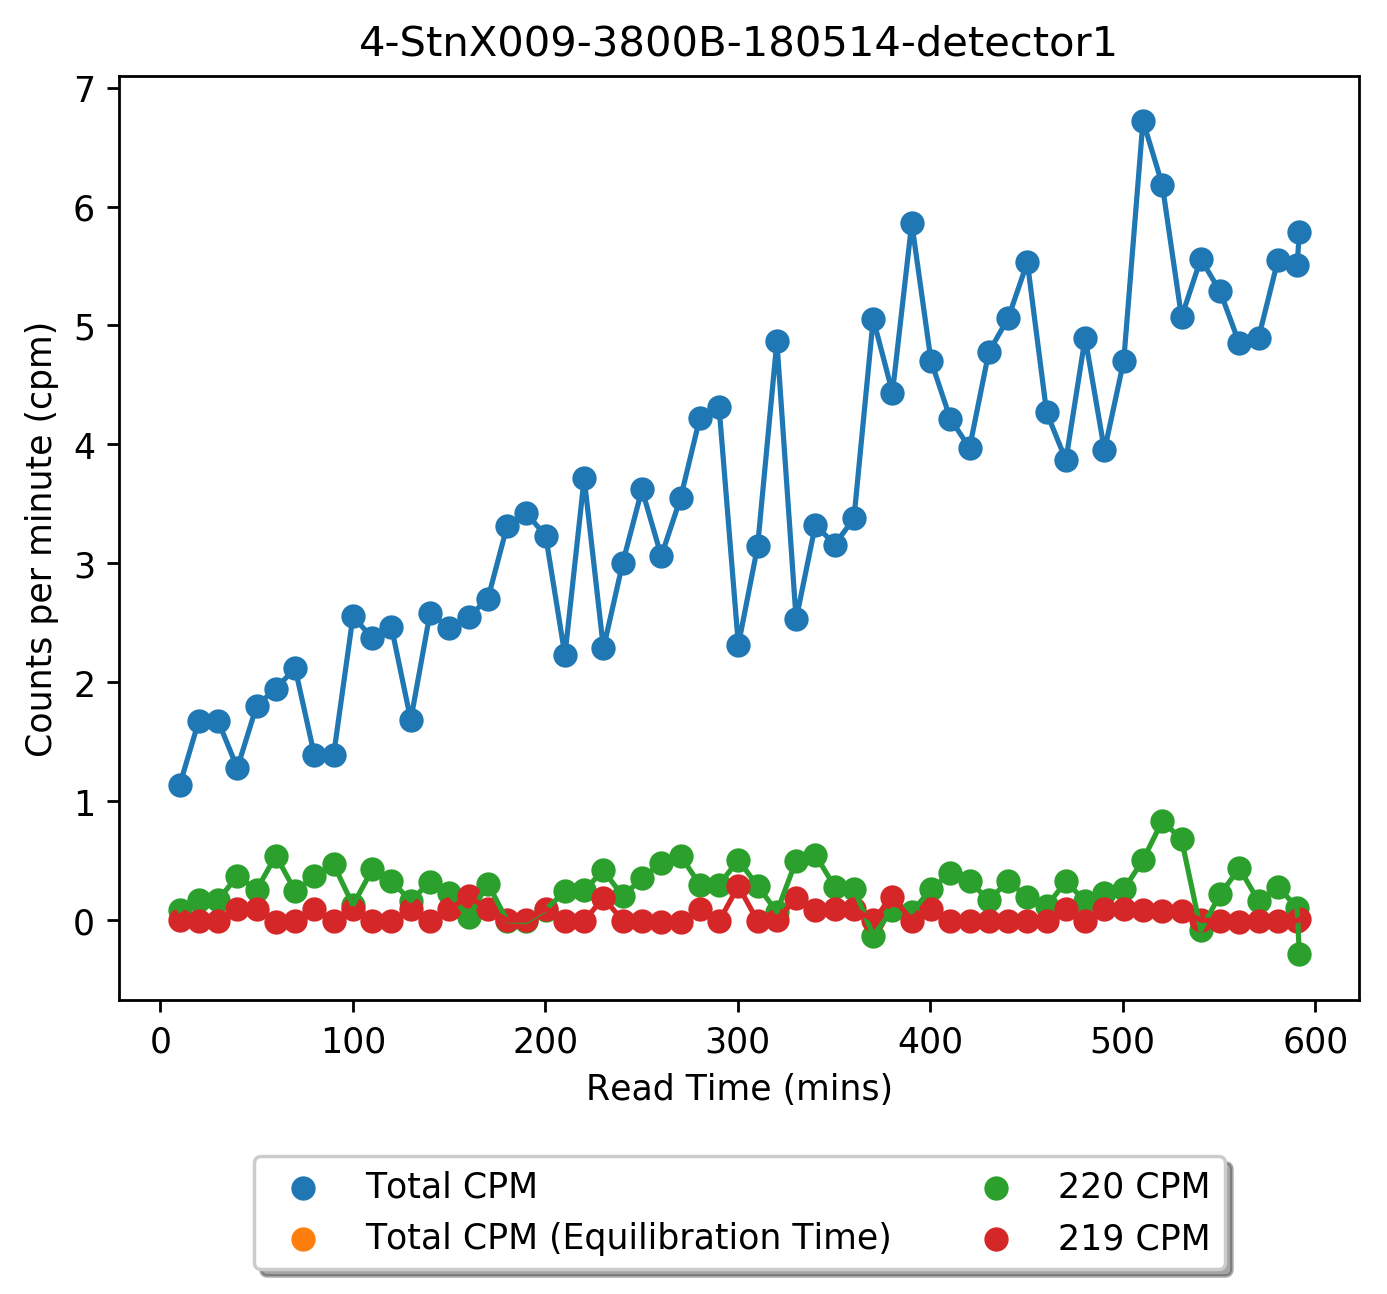 4-StnX009-3800B-180514-detector1
7
6
5
4
3
2
1
0
Counts per minute (cpm)
0 100 200 300 400 500 600
Read Time (mins)
Total CPM
Total CPM (Equilibration Time)
220 CPM
219 CPM